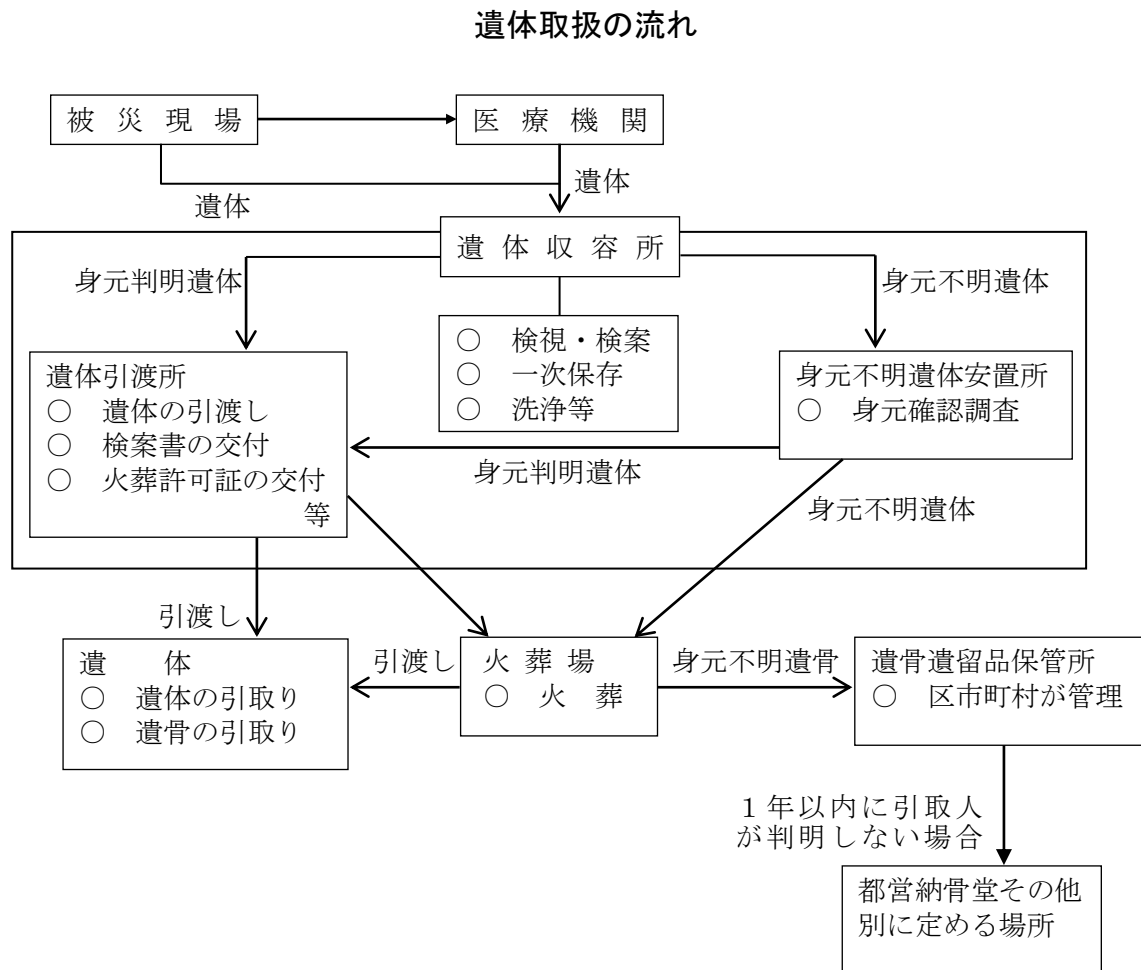 遺体取扱の流れ
被災現場
医療機関
遺体
遺体
遺体収容所
身元判明遺体
身元不明遺体
○　検視・検案
○　一次保存
○　洗浄等
遺体引渡所
○　遺体の引渡し
○　検案書の交付
○　火葬許可証の交付
等
身元不明遺体安置所
○　身元確認調査
身元判明遺体
身元不明遺体
引渡し
遺　体
○　遺体の引取り
○　遺骨の引取り
引渡し
火葬場
○　火　葬
身元不明遺骨
遺骨遺留品保管所
○　区市町村が管理
１年以内に引取人
が判明しない場合
都営納骨堂その他
別に定める場所